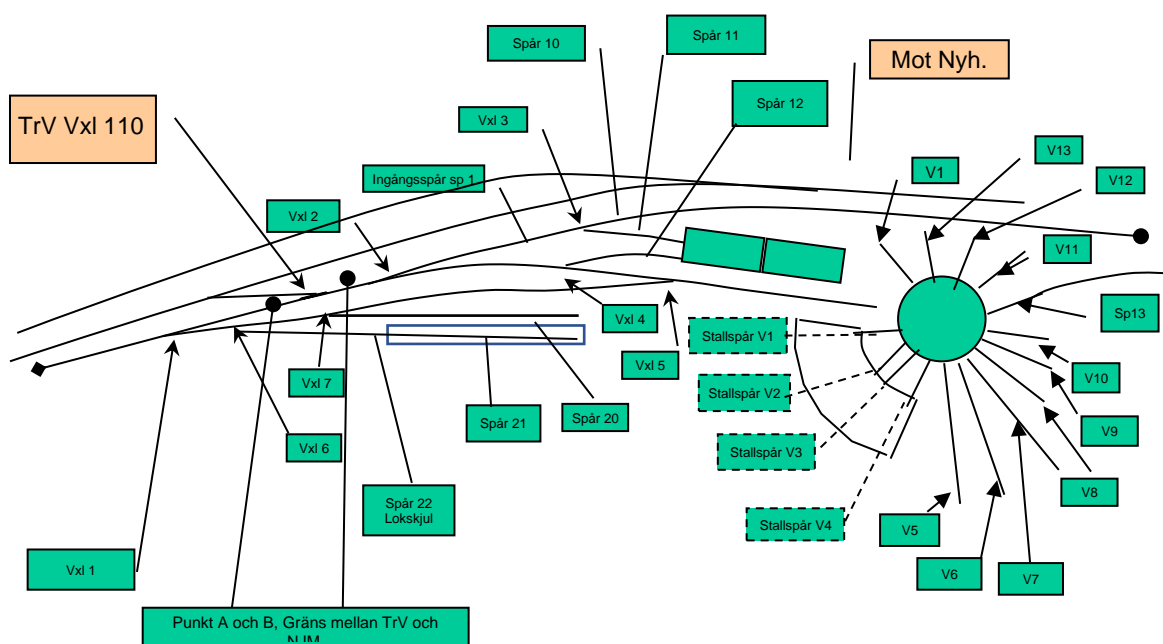 Spår 10
Spår 11
Mot Nyh.
TrV Vxl 110
Spår 12
Vxl 3
V13
V1
V12
Ingångsspår sp 1
Vxl 2
V11
Sp13
Vxl 4
Stallspår V1
Vxl 5
Vxl 7
V10
Stallspår V2
Spår 21
Spår 20
V9
Vxl 6
Stallspår V3
V8
Spår 22
Lokskjul
Stallspår V4
V5
Vxl 1
V6
V7
Punkt A och B, Gräns mellan TrV och
NJM